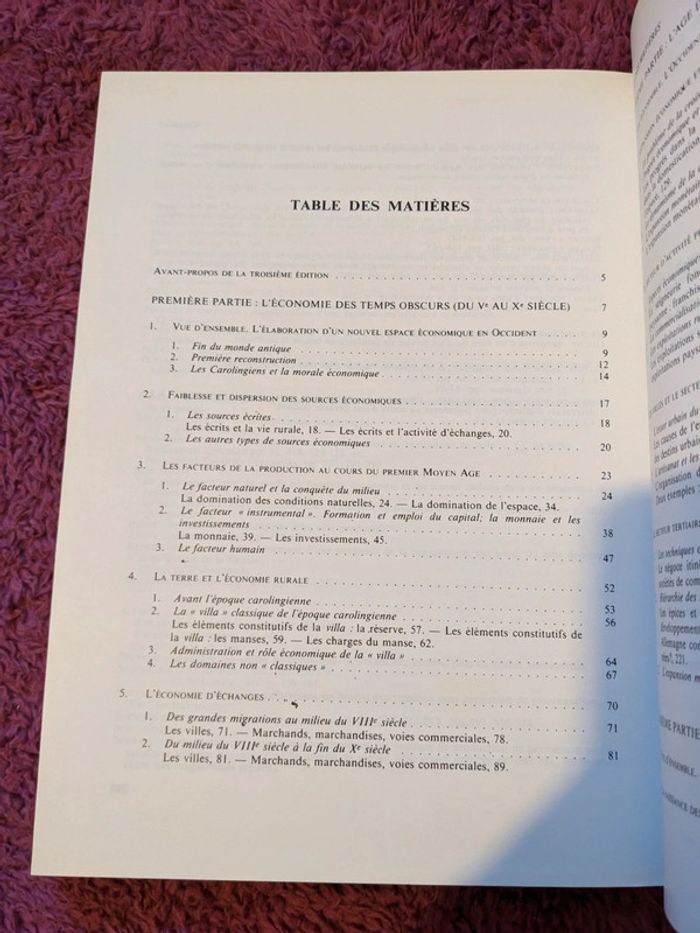 TABLE DES MATIÈRES
AVANT-PROPOS DE LA TROISIÈME ÉDITION 5
PREMIÈRE PARTIE : L'ÉCONOMIE DES TEMPS OBSCURS (DU Ve AU Xe SIÈCLE) 7
1. VUE D'ENSEMBLE. L'ÉLABORATION D'UN NOUVEL ESPACE ÉCONOMIQUE EN OCCIDENT 9
1. Fin du monde antique 9
2. Première reconstruction 12
3. Les Carolingiens et la morale économique 14
2. FAIBLESSE ET DISPERSION DES SOURCES ÉCONOMIQUES 17
1. Les sources écrites 18
Les écrits et la vie rurale, 18. — Les écrits et l'activité d'échanges, 20.
2. Les autres types de sources économiques 20
3. LES FACTEURS DE LA PRODUCTION AU COURS DU PREMIER MOYEN AGE 23
1. Le facteur naturel et la conquête du milieu 24
La domination des conditions naturelles, 24. — La domination de l'espace, 34.
2. Le facteur « instrumental ». Formation et emploi du capital; la monnaie et les
investissements 38
La monnaie, 39. — Les investissements, 45.
3. Le facteur humain 47
4. LA TERRE ET L'ÉCONOMIE RURALE 52
1. Avant l'époque carolingienne 53
2. La « villa » classique de l'époque carolingienne 56
Les éléments constitutifs de la villa : la réserve, 57. — Les éléments constitutifs de
la villa : les manses, 59. — Les charges du manse, 62.
3. Administration et rôle économique de la « villa » 64
4. Les domaines non « classiques » 67
5. L'ÉCONOMIE D'ÉCHANGES 70
1. Des grandes migrations au milieu du VIIIe siècle 71
Les villes, 71. — Marchands, marchandises, voies commerciales, 78.
2. Du milieu du VIIIe siècle à la fin du Xe siècle 81
Les villes, 81. — Marchands, marchandises, voies commerciales, 89.